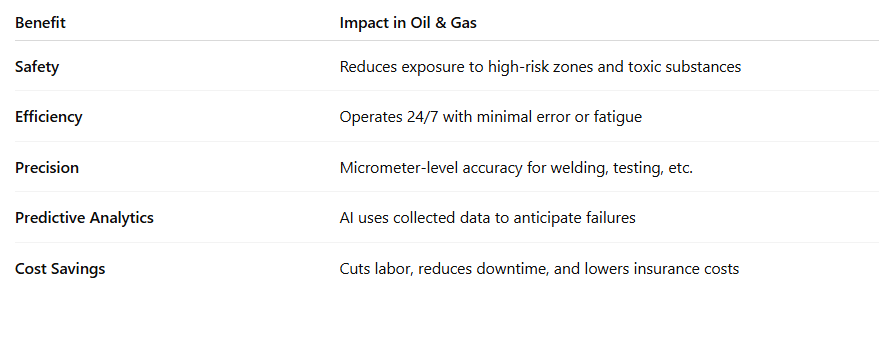 Benefit Impact in Oil & Gas
Safety Reduces exposure to high-risk zones and toxic substances
Efficiency Operates 24/7 with minimal error or fatigue
Precision Micrometer-level accuracy for welding, testing, etc.
Predictive Analytics AI uses collected data to anticipate failures
Cost Savings Cuts labor, reduces downtime, and lowers insurance costs